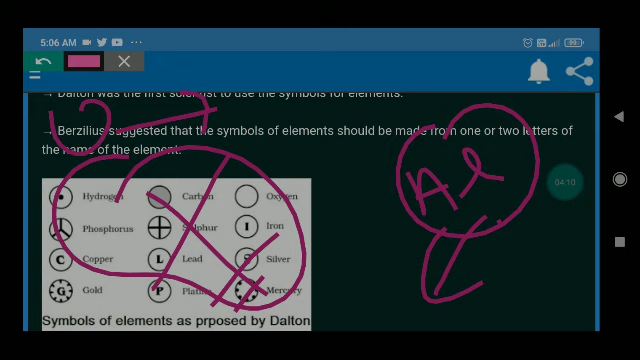 5:06 AM
→ Dalton was the first scientist to use the symbols for elements.
→ Berzilius suggested that the symbols of elements should be made from one or two letters of
the name of the element.
Hydrogen Carbon Oxygen
Phosphorus Sulphur I Iron
C Copper L Lead S Silver
G Gold P Platina Mercury
Symbols of elements as prposed by Dalton
Al
04:10